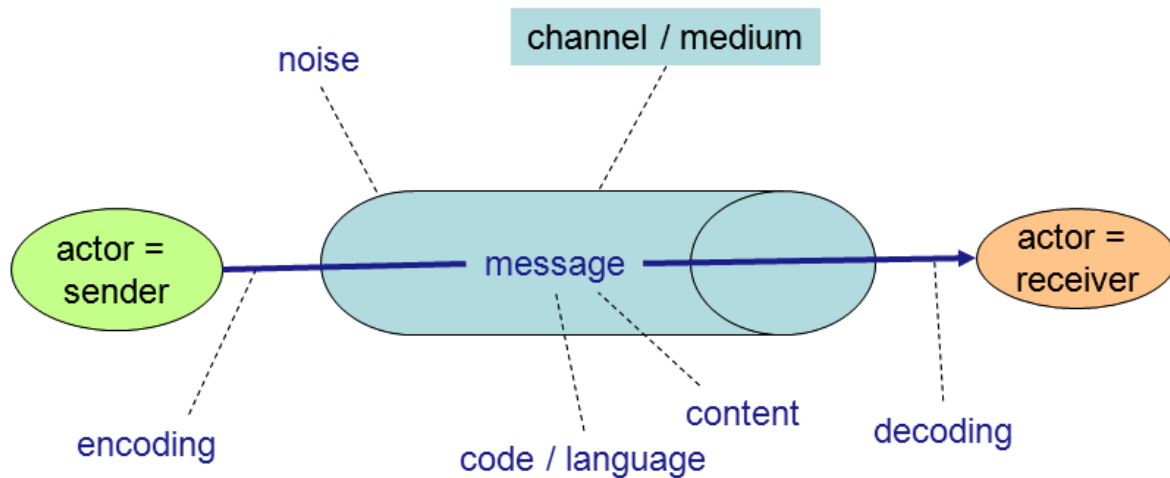 channel / medium
noise
actor =
sender
message
actor =
receiver
encoding
code / language
content
decoding